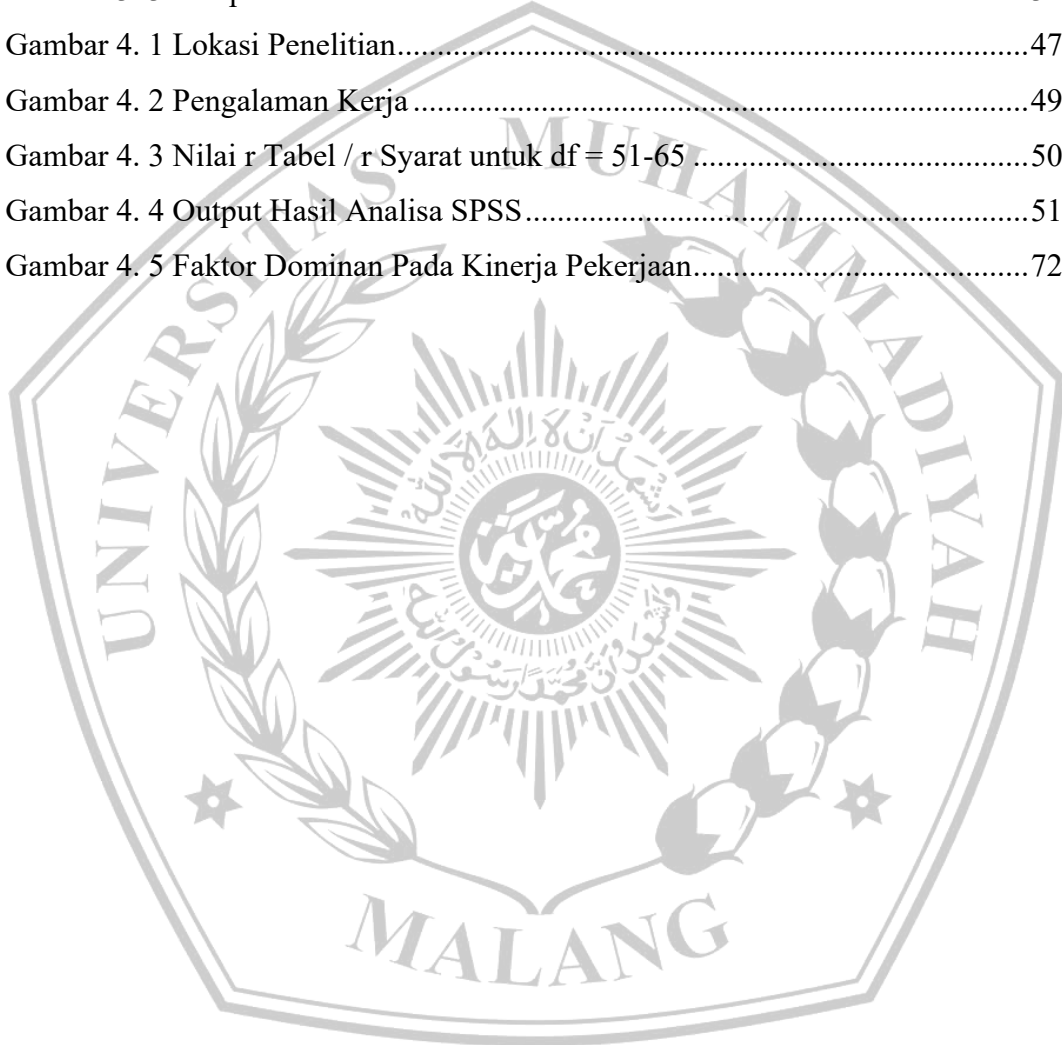 Gambar 4. 1 Lokasi Penelitian....................................................................................47
Gambar 4. 2 Pengalaman Kerja..................................................................................49
Gambar 4. 3 Nilai r Tabel / r Syarat untuk df = 51-65.............................................50
Gambar 4. 4 Output Hasil Analisa SPSS...................................................................51
Gambar 4. 5 Faktor Dominan Pada Kinerja Pekerjaan.............................................72
UNIVERSITAS MUHAMMADIYAH
MALANG